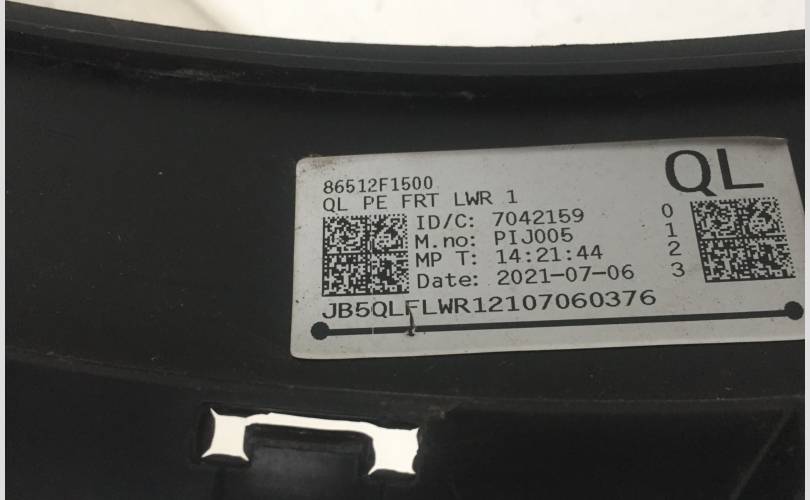 86512F1500
QL
QL PE FRT LWR 1
ID/C: 7042159
M.no: PIJ005
MP T: 14:21:44
Date: 2021-07-06
0
1
2
3
JB5QLFLWR12107060376